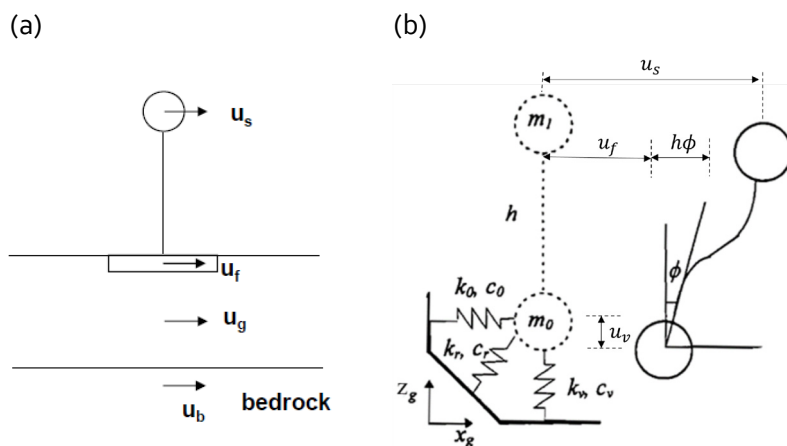 (a)
u_s
u_f
u_g
u_b
bedrock
(b)
u_s
m_1
u_f
hϕ
h
ϕ
k_0, c_0
m_0
u_v
k_r, c_r
k_v, c_v
z_g
x_g